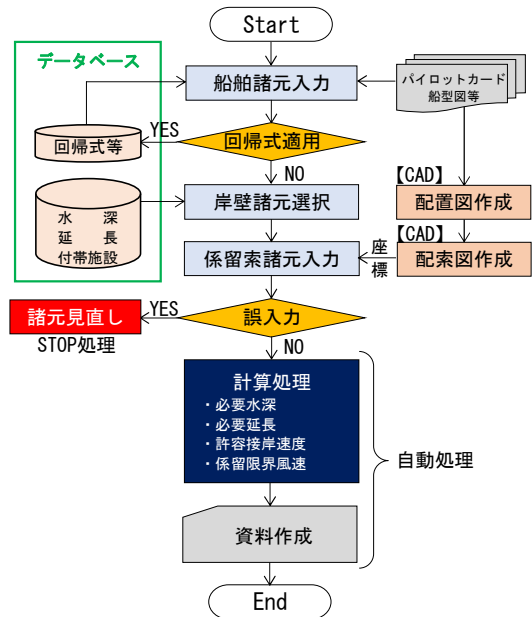 Start
データベース
船舶諸元入力
パイロットカード
船型図等
YES
回帰式等
回帰式適用
NO
【CAD】
水　深
延　長
付帯施設
岸壁諸元選択
配置図作成
【CAD】
係留索諸元入力
座標
配索図作成
諸元見直し
YES
誤入力
STOP処理
NO
計算処理
・必要水深
・必要延長
・許容接岸速度
・係留限界風速
自動処理
資料作成
End